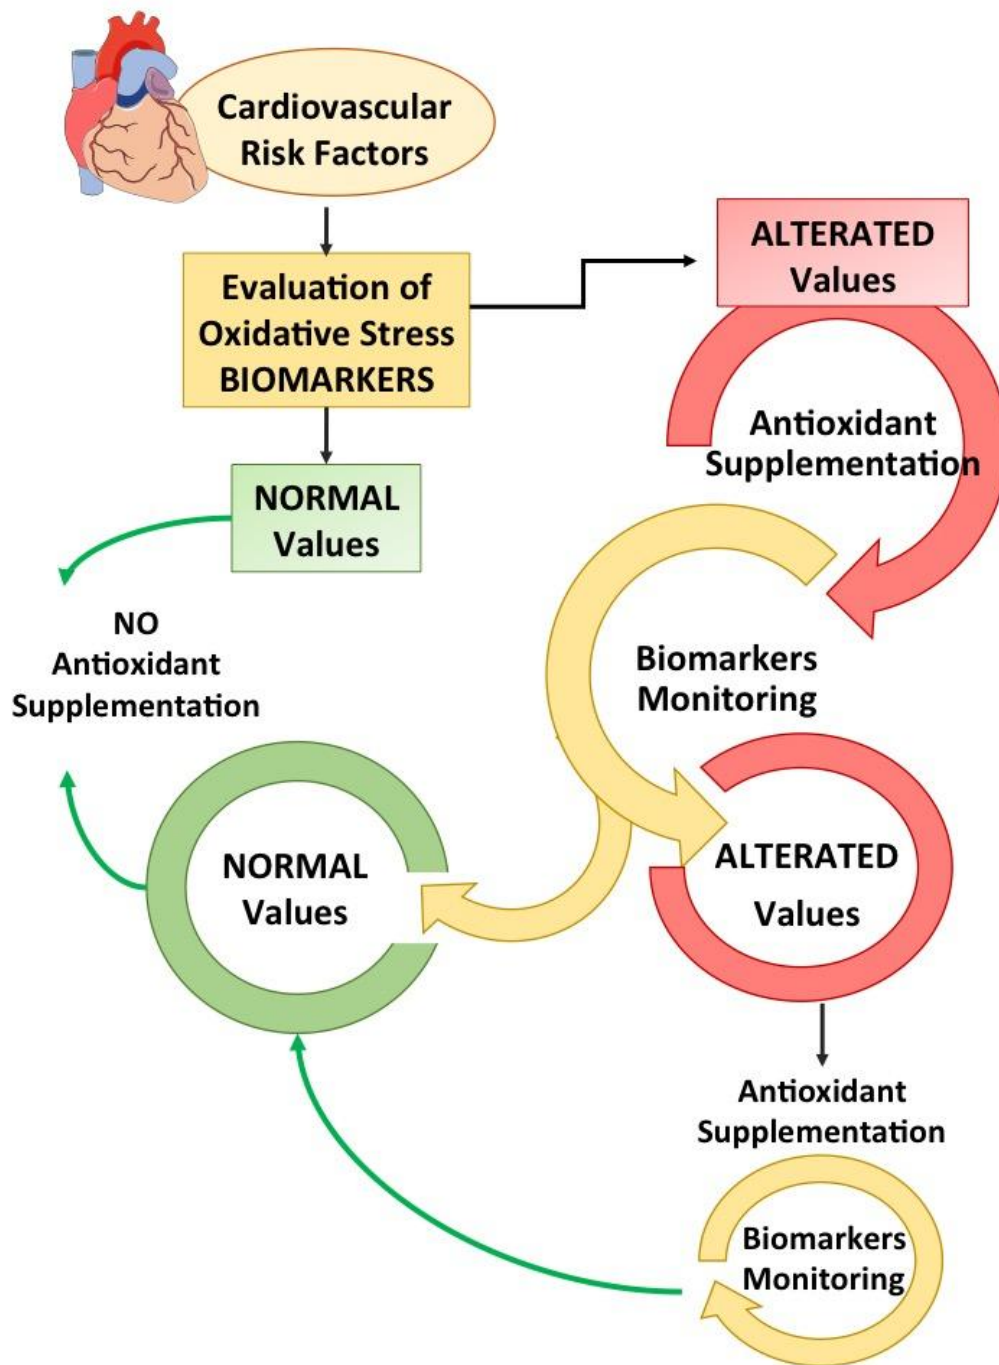 Cardiovascular
Risk Factors
Evaluation of
Oxidative Stress
BIOMARKERS
ALTERATED
Values
Antioxidant
Supplementation
NORMAL
Values
NO
Antioxidant
Supplementation
Biomarkers
Monitoring
NORMAL
Values
ALTERATED
Values
Antioxidant
Supplementation
Biomarkers
Monitoring